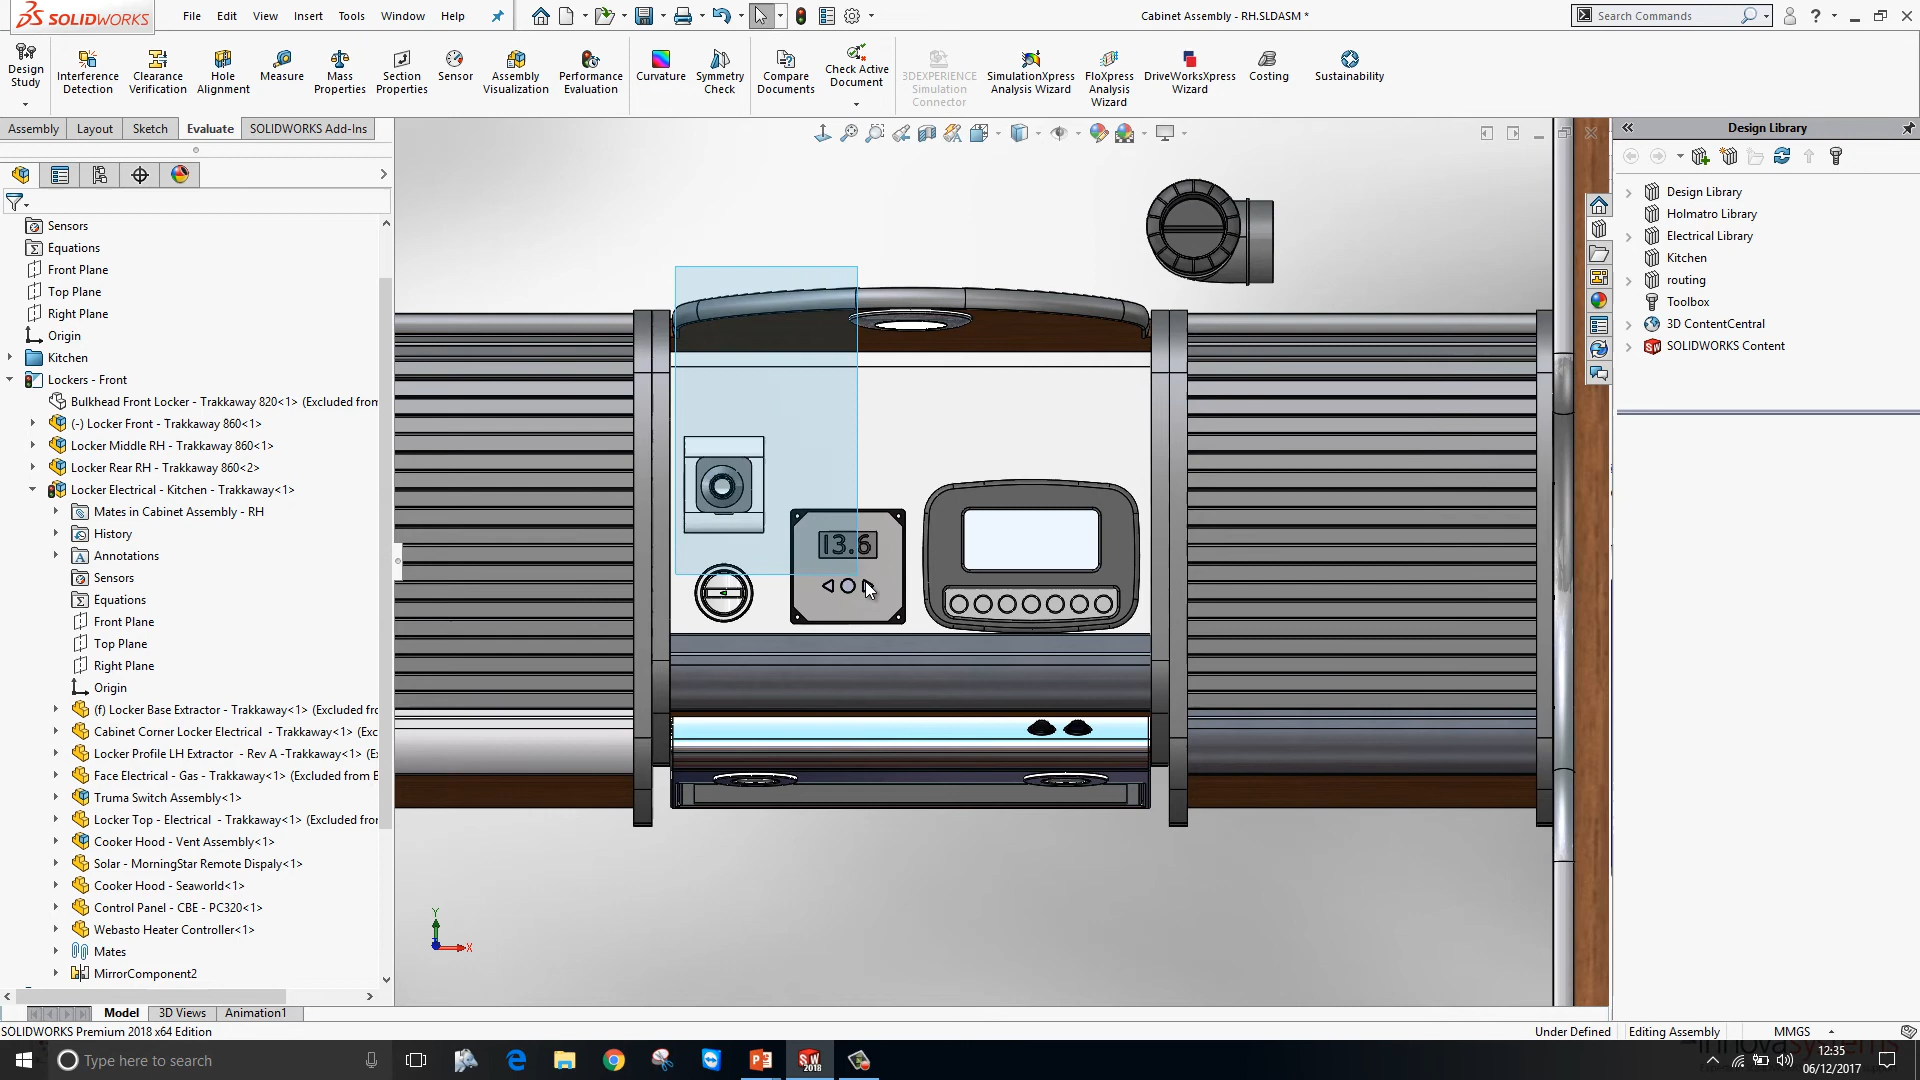 SOLIDWORKS
File Edit View Insert Tools Window Help
Cabinet Assembly - RH.SLDASM *
Search Commands
Design Study
Interference Detection
Clearance Verification
Hole Alignment
Measure
Mass Properties
Section Properties
Sensor
Assembly Visualization
Performance Evaluation
Curvature
Symmetry Check
Compare Documents
Check Active Document
3DEXPERIENCE Simulation Connector
SimulationXpress Analysis Wizard
FloXpress Analysis Wizard
DriveWorksXpress Wizard
Costing
Sustainability
Assembly Layout Sketch Evaluate SOLIDWORKS Add-Ins
Sensors
Equations
Front Plane
Top Plane
Right Plane
Origin
Kitchen
Lockers - Front
Bulkhead Front Locker - Trakkaway 820<1> (Excluded from
(-) Locker Front - Trakkaway 860<1>
Locker Middle RH - Trakkaway 860<1>
Locker Rear RH - Trakkaway 860<2>
Locker Electrical - Kitchen - Trakkaway<1>
Mates in Cabinet Assembly - RH
History
Annotations
Sensors
Equations
Front Plane
Top Plane
Right Plane
Origin
(f) Locker Base Extractor - Trakkaway<1> (Excluded fro
Cabinet Corner Locker Electrical - Trakkaway<1> (Exc
Locker Profile LH Extractor - Rev A -Trakkaway<1> (E
Face Electrical - Gas - Trakkaway<1> (Excluded from E
Truma Switch Assembly<1>
Locker Top - Electrical - Trakkaway<1> (Excluded fro
Cooker Hood - Vent Assembly<1>
Solar - MorningStar Remote Dispaly<1>
Cooker Hood - Seaworld<1>
Control Panel - CBE - PC320<1>
Webasto Heater Controller<1>
Mates
MirrorComponent2
13.6
Y
X
Design Library
Design Library
Holmatro Library
Electrical Library
Kitchen
routing
Toolbox
3D ContentCentral
SOLIDWORKS Content
Model 3D Views Animation1
SOLIDWORKS Premium 2018 x64 Edition
Under Defined Editing Assembly MMGS
Type here to search
12:35
06/12/2017